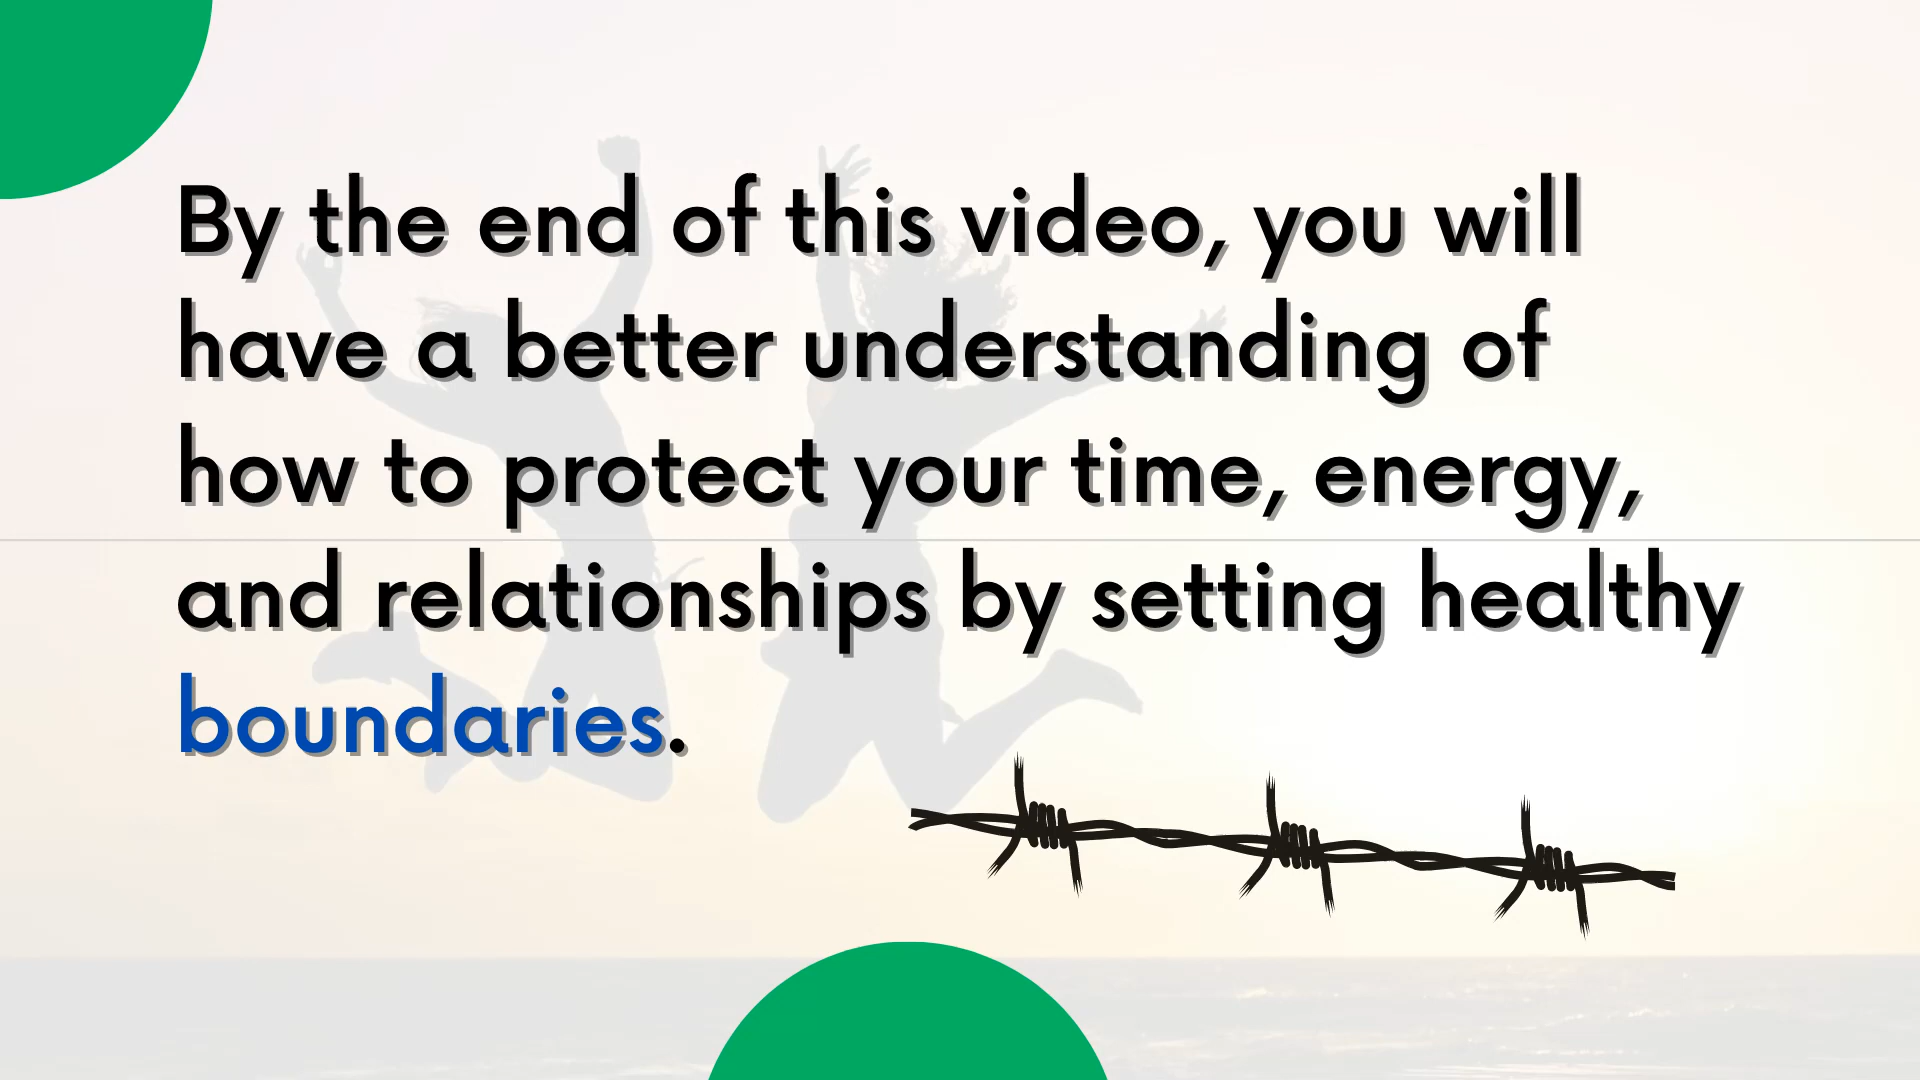 By the end of this video, you will
have a better understanding of
how to protect your time, energy,
and relationships by setting healthy
boundaries.